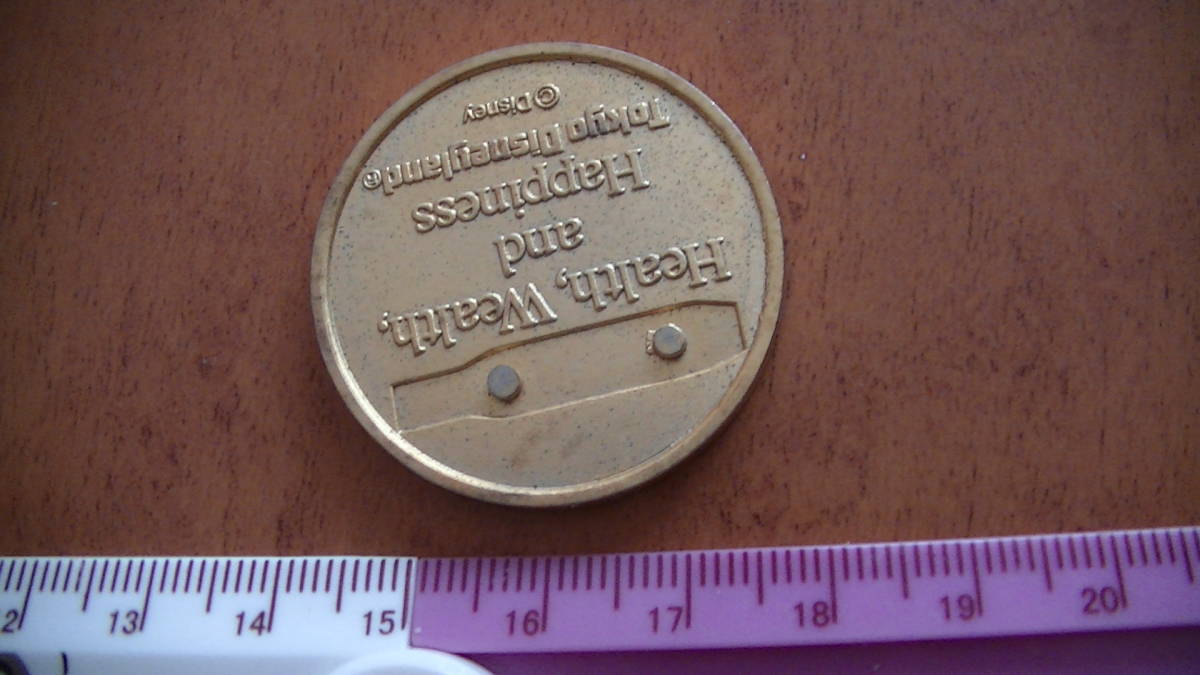 Health, Wealth,
and
Happiness
Tokyo Disneyland®
© Disney
2 13 14 15 16 17 18 19 20